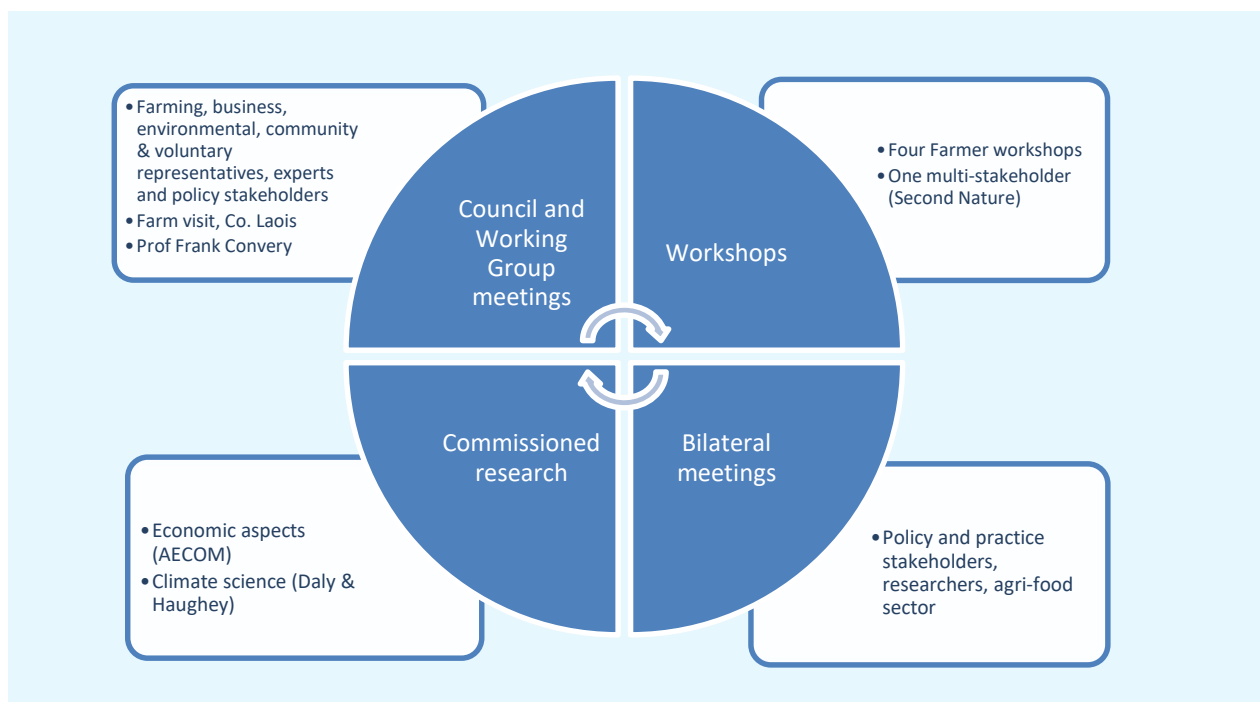 • Farming, business,
environmental, community
& voluntary
representatives, experts
and policy stakeholders
• Farm visit, Co. Laois
• Prof Frank Convery
Council and
Working
Group
meetings
Workshops
• Four Farmer workshops
• One multi-stakeholder
(Second Nature)
• Economic aspects
(AECOM)
• Climate science (Daly &
Haughey)
Commissioned
research
Bilateral
meetings
• Policy and practice
stakeholders,
researchers, agri-food
sector